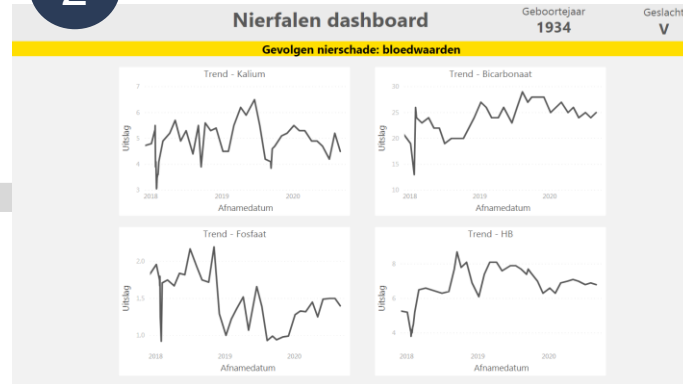 2
Nierfalen dashboard
Geboortejaar
1934
Geslacht
V
Gevolgen nierschade: bloedwaarden
Trend - Kalium
7
6
5
4
3
Uitslag
2018 2019 2020
Afnamedatum
Trend - Bicarbonaat
30
25
20
15
10
Uitslag
2018 2019 2020
Afnamedatum
Trend - Fosfaat
2.0
1.5
1.0
Uitslag
2018 2019 2020
Afnamedatum
Trend - HB
8
6
4
Uitslag
2018 2019 2020
Afnamedatum